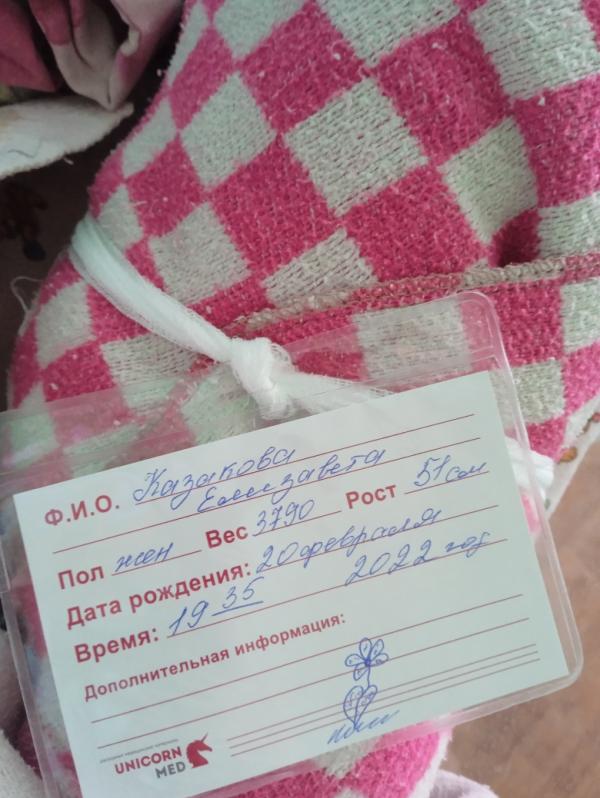 Ф.И.О. Казакова
Елизавета
Пол жен Вес 3790 Рост 51 см
Дата рождения: 20 февраля
Время: 19 35 2022 год
Дополнительная информация:
UNICORN
MED